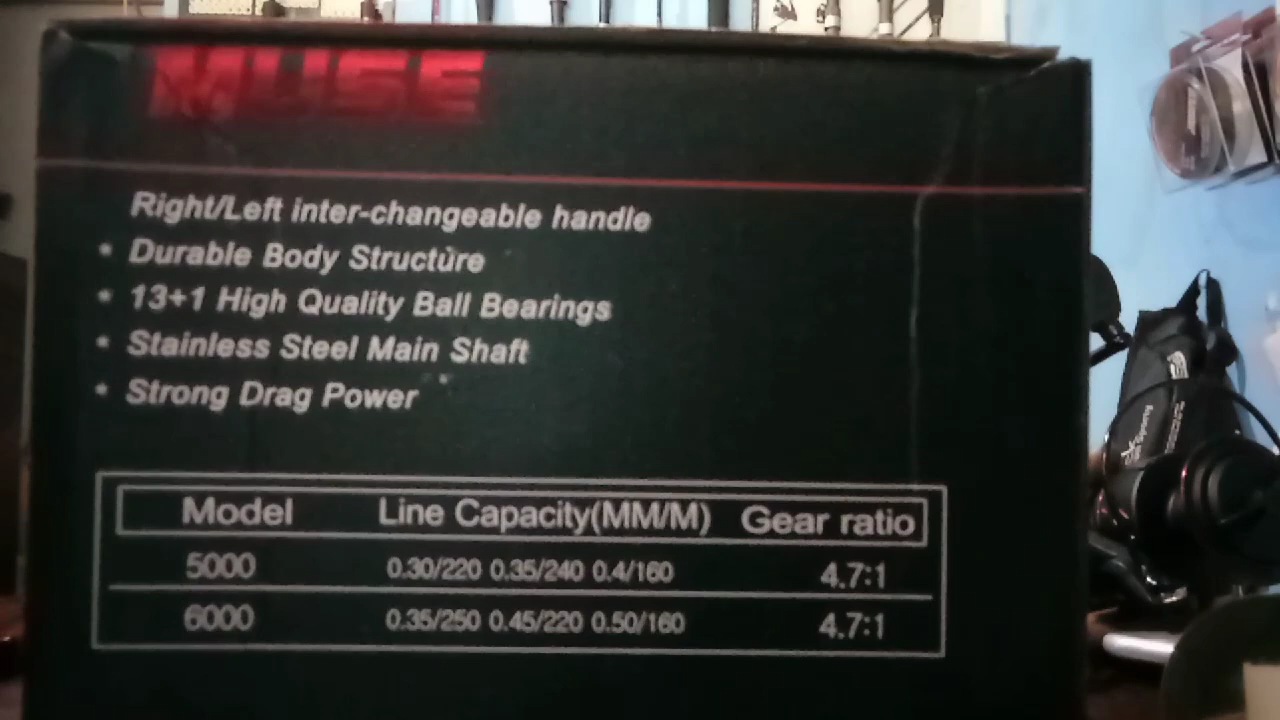 MUSE
Right/Left inter-changeable handle
• Durable Body Structure
• 13+1 High Quality Ball Bearings
• Stainless Steel Main Shaft
• Strong Drag Power
Model Line Capacity(MM/M) Gear ratio
5000 0.30/220 0.35/240 0.4/160 4.7:1
6000 0.35/250 0.45/220 0.50/160 4.7:1